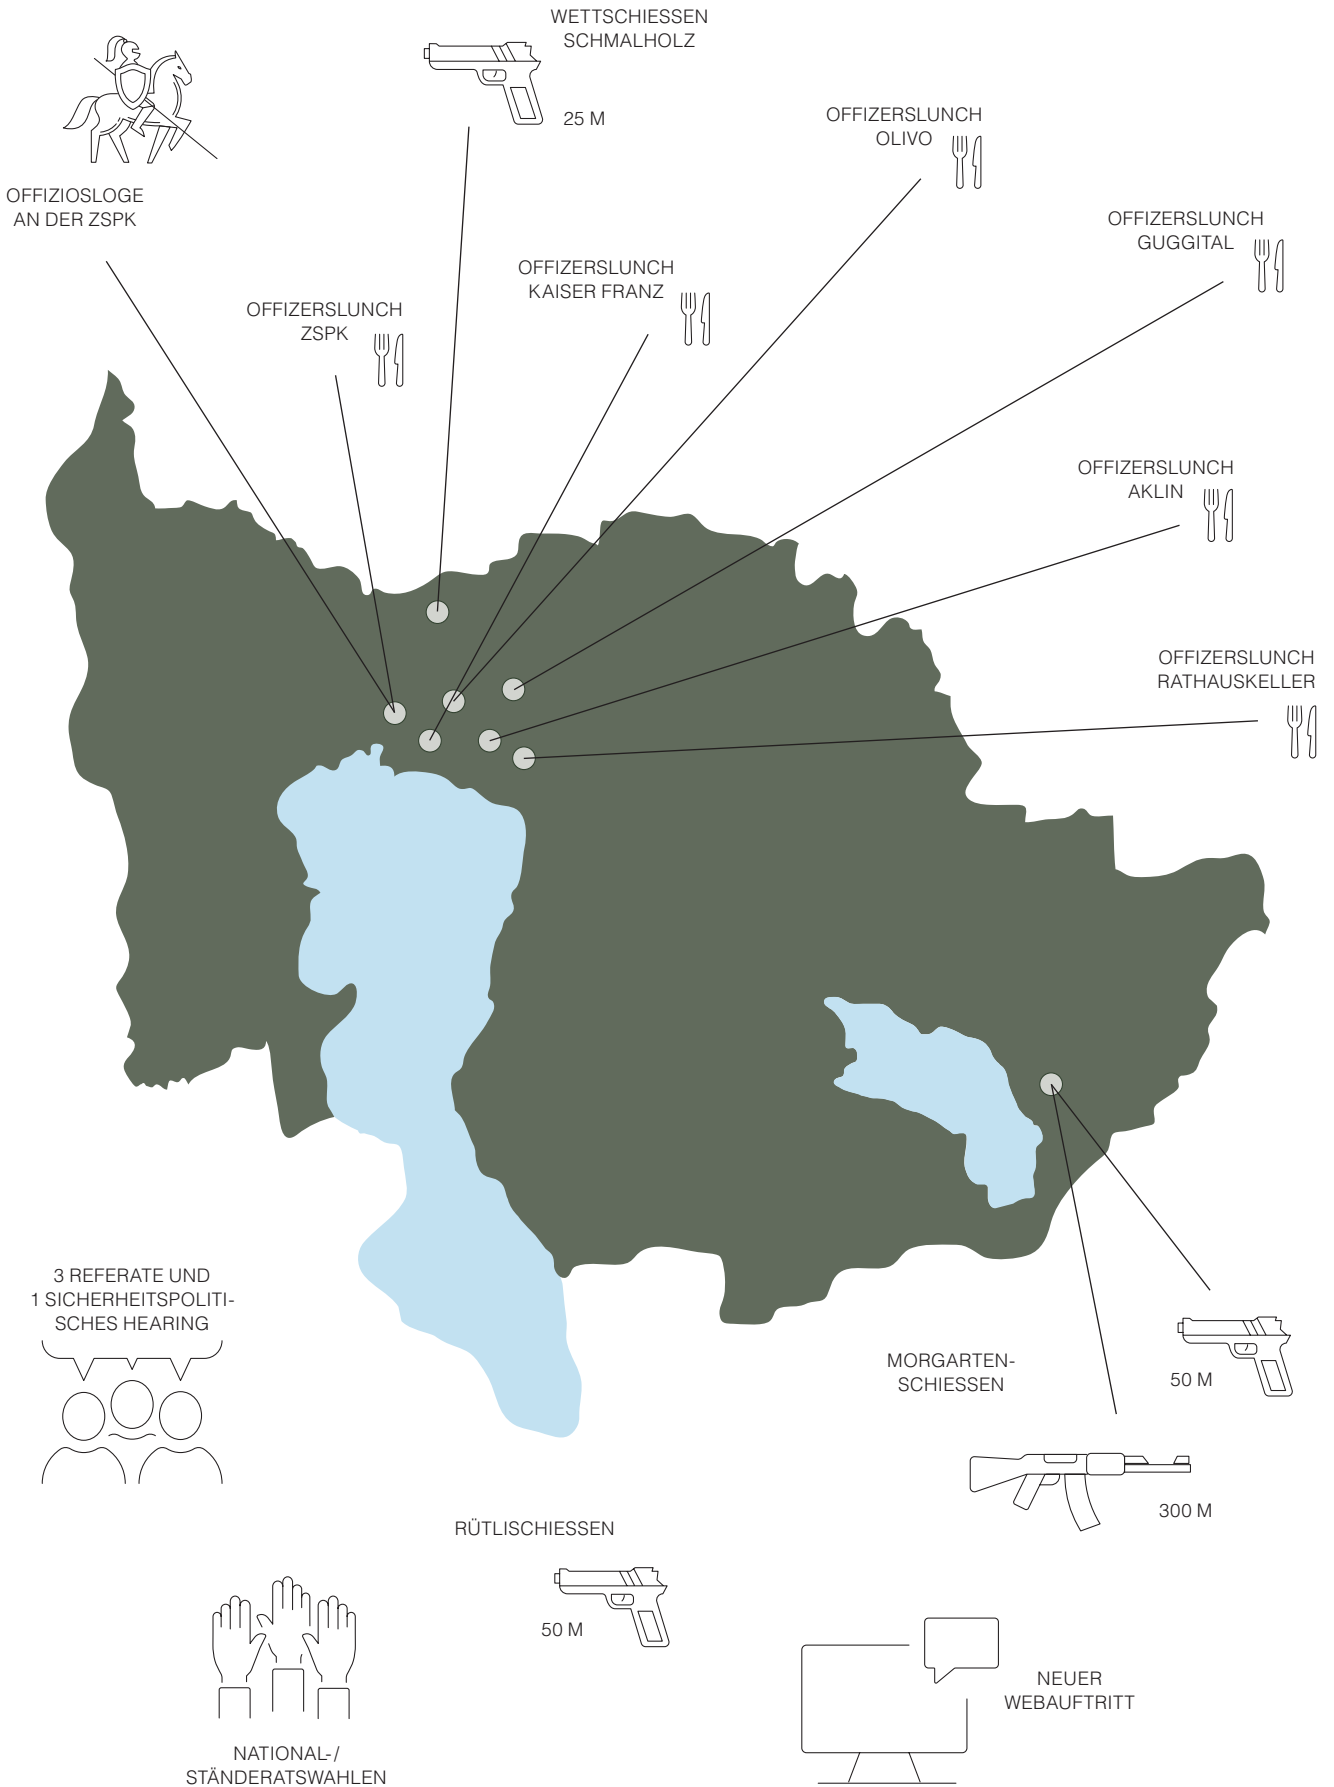 WETTSCHIESSEN
SCHMALHOLZ
25 M
OFFIZERSLUNCH
OLIVO
OFFIZIOSLOGE
AN DER ZSPK
OFFIZERSLUNCH
GUGGITAL
OFFIZERSLUNCH
KAISER FRANZ
OFFIZERSLUNCH
ZSPK
OFFIZERSLUNCH
AKLIN
OFFIZERSLUNCH
RATHAUSKELLER
3 REFERATE UND
1 SICHERHEITSPOLITI-
SCHES HEARING
MORGARTEN-
SCHIESSEN
50 M
300 M
RÜTLISCHIESSEN
50 M
NEUER
WEBAUFTRITT
NATIONAL-/
STÄNDERATSWAHLEN